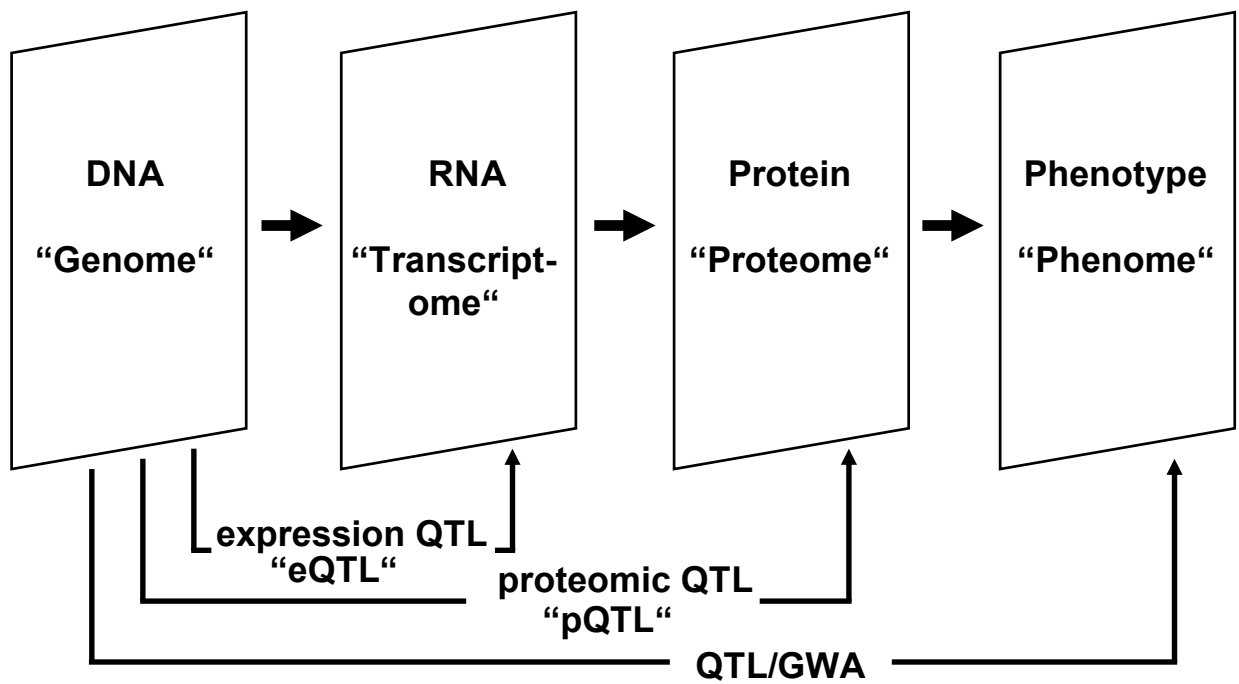 DNA
“Genome“
RNA
“Transcript-
ome“
Protein
“Proteome“
Phenotype
“Phenome“
expression QTL
“eQTL“
proteomic QTL
“pQTL“
QTL/GWA